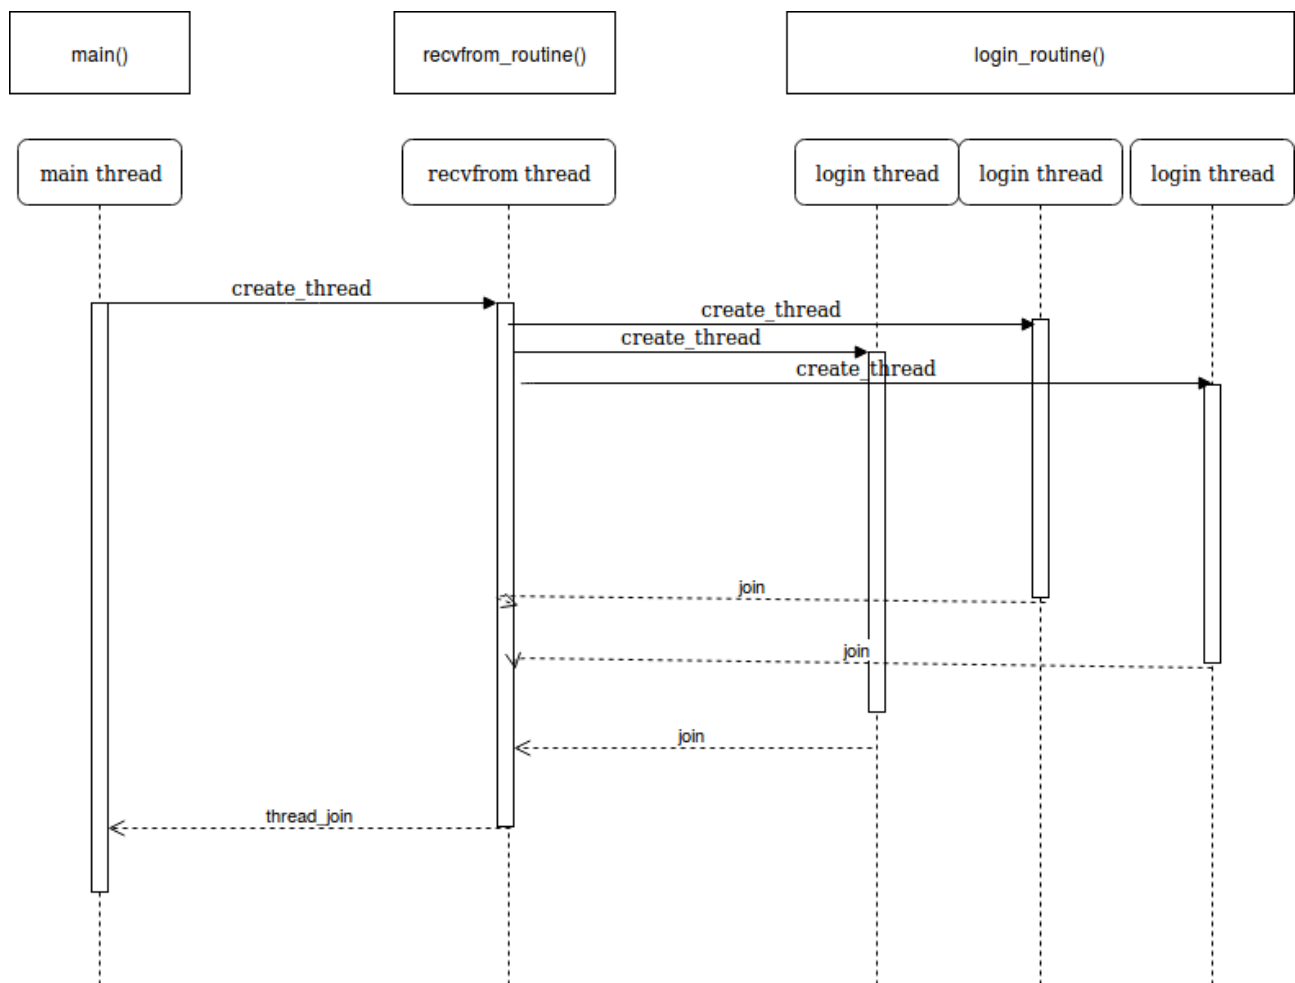 main()
recvfrom_routine()
login_routine()
main thread
recvfrom thread
login thread
login thread
login thread
create_thread
create_thread
create_thread
create_thread
join
join
join
thread_join